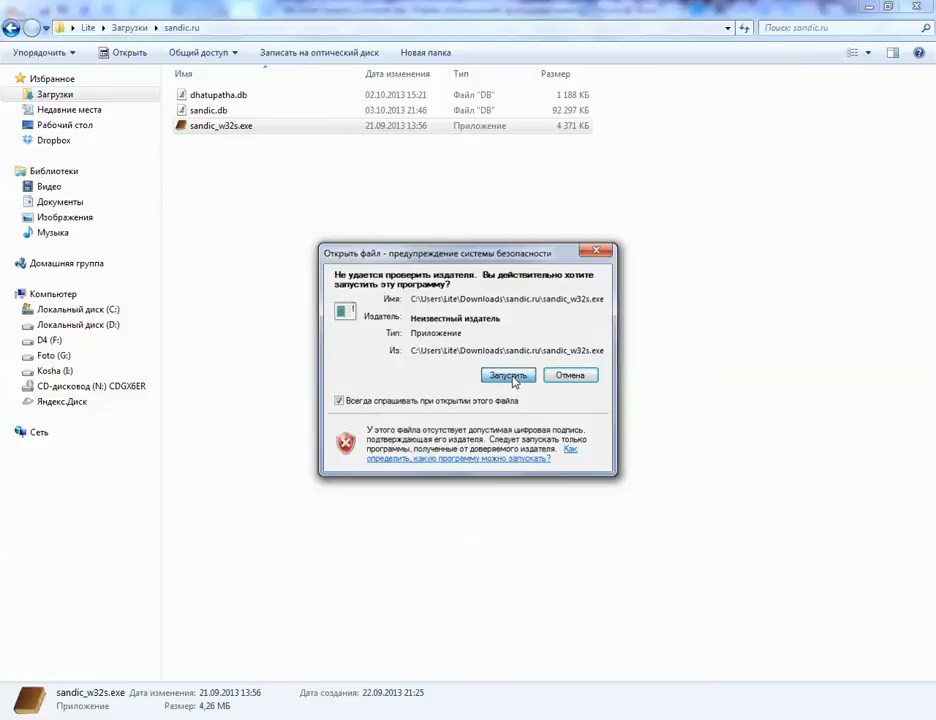 Lite ▸ Загрузки ▸ sandic.ru
Поиск: sandic.ru
Упорядочить Открыть Общий доступ Записать на оптический диск Новая папка
Имя Дата изменения Тип Размер
dhatupatha.db 02.10.2013 15:21 Файл "DB" 1 188 КБ
sandic.db 03.10.2013 21:46 Файл "DB" 92 297 КБ
sandic_w32s.exe 21.09.2013 13:56 Приложение 4 371 КБ
Избранное
Загрузки
Недавние места
Рабочий стол
Dropbox
Библиотеки
Видео
Документы
Изображения
Музыка
Домашняя группа
Компьютер
Локальный диск (C:)
Локальный диск (D:)
D4 (F:)
Foto (G:)
Kosha (I:)
CD-дисковод (N:) CDGX6ER
Яндекс.Диск
Сеть
Открыть файл - предупреждение системы безопасности
Не удается проверить издателя. Вы действительно хотите
запустить эту программу?
Имя: C:\Users\Lite\Downloads\sandic.ru\sandic_w32s.exe
Издатель: Неизвестный издатель
Тип: Приложение
Из: C:\Users\Lite\Downloads\sandic.ru\sandic_w32s.exe
Запустить Отмена
Всегда спрашивать при открытии этого файла
У этого файла отсутствует допустимая цифровая подпись,
подтверждающая его издателя. Следует запускать только
программы, полученные от доверяемого издателя. Как
определить, какую программу можно запускать?
sandic_w32s.exe Дата изменения: 21.09.2013 13:56 Дата создания: 22.09.2013 21:25
Приложение Размер: 4,26 МБ